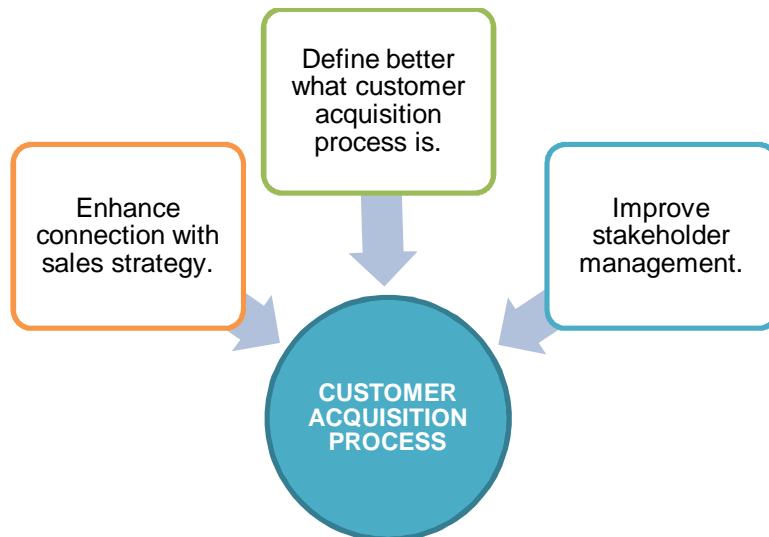 Define better
what customer
acquisition
process is.
Enhance
connection with
sales strategy.
Improve
stakeholder
management.
CUSTOMER
ACQUISITION
PROCESS